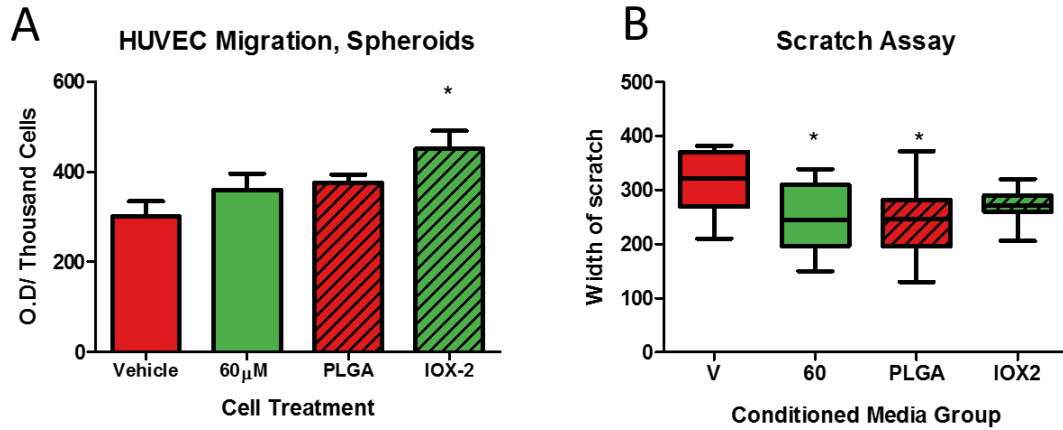 A
HUVEC Migration, Spheroids
O.D/ Thousand Cells
600
400
200
0
*
Vehicle 60μM PLGA IOX-2
Cell Treatment
B
Scratch Assay
Width of scratch
500
400
300
200
100
0
* *
V 60 PLGA IOX2
Conditioned Media Group